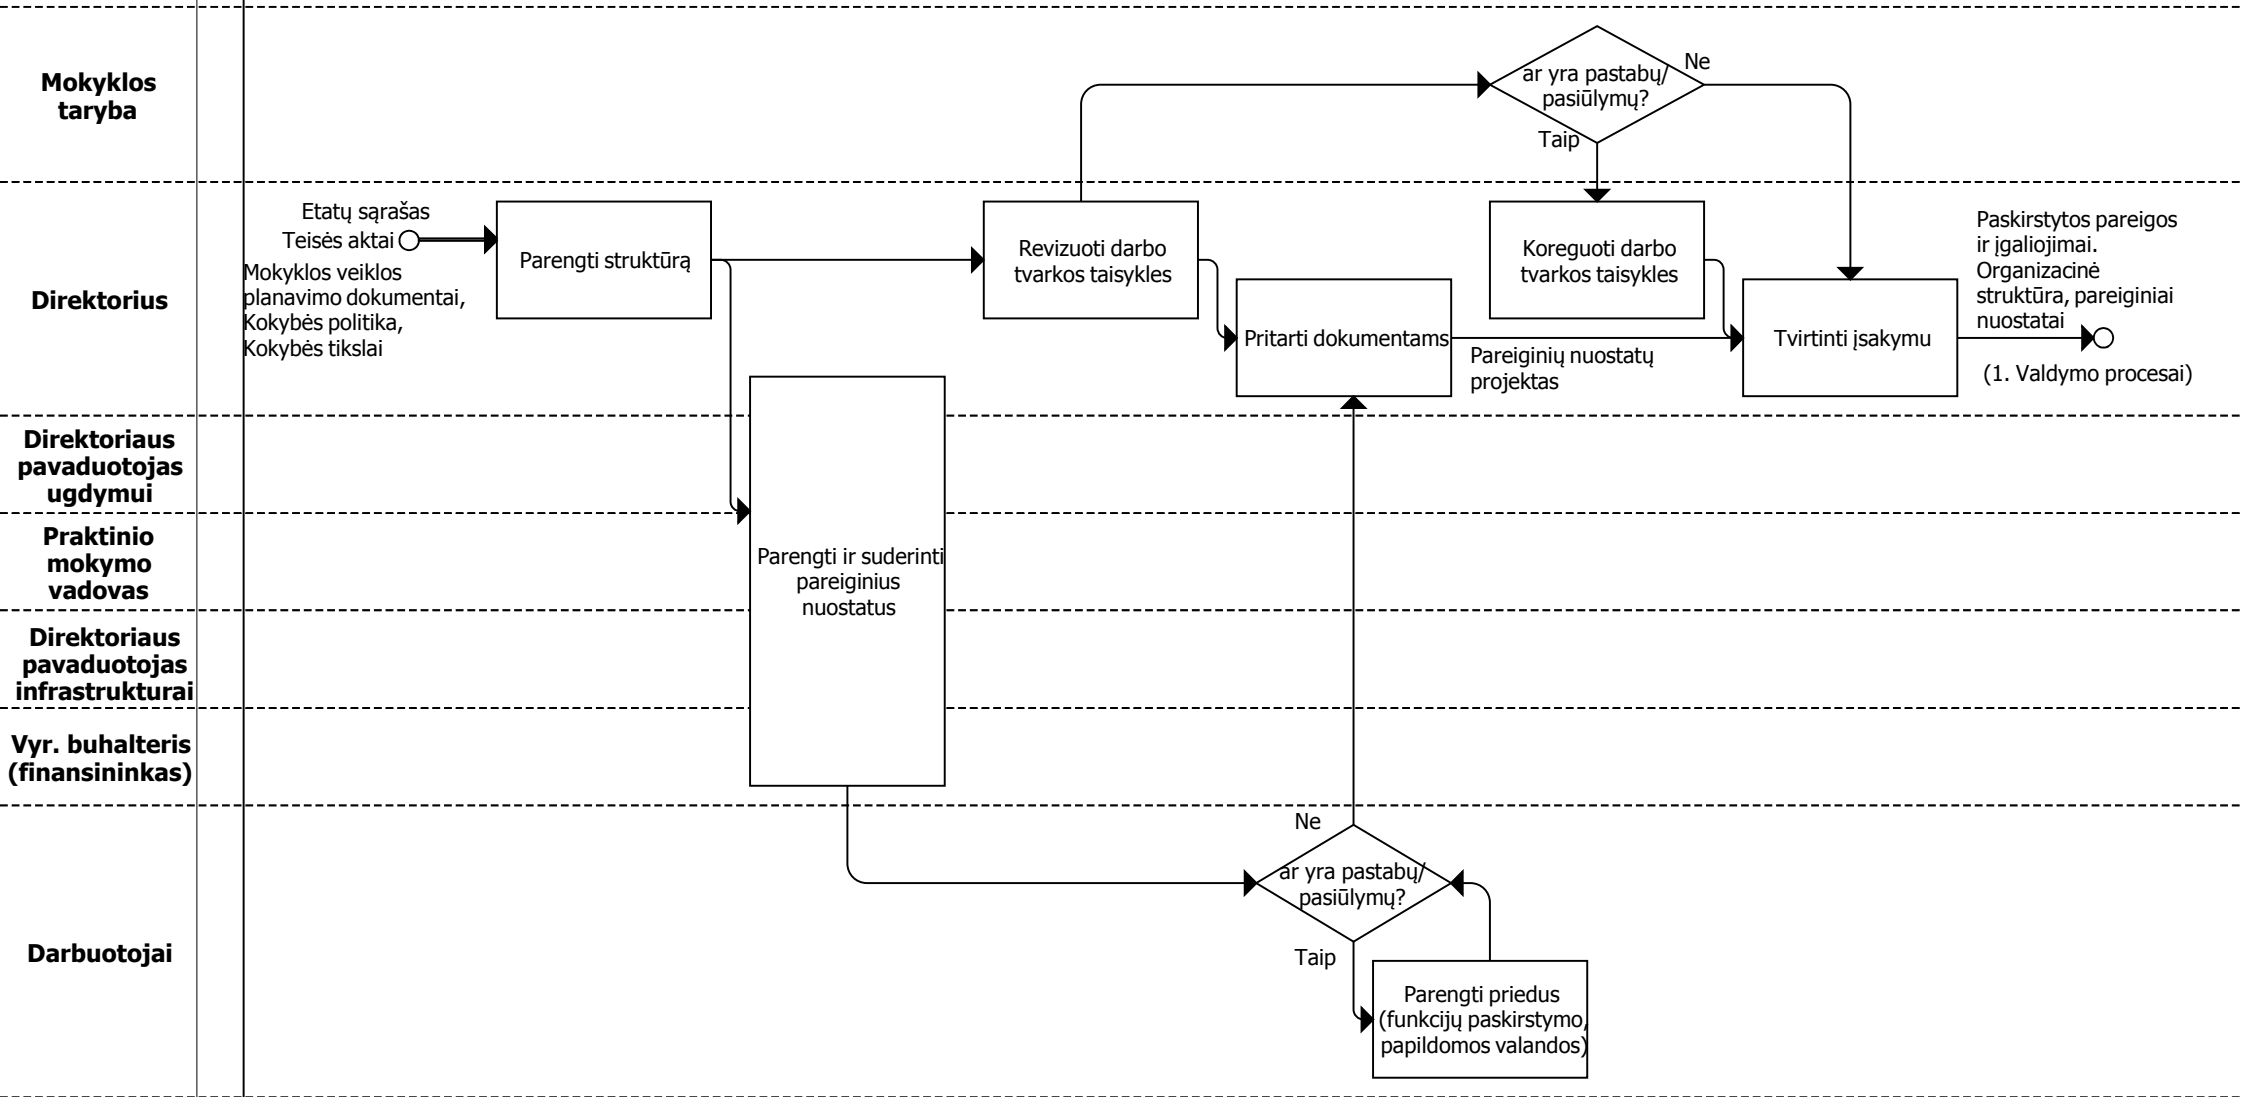 Mokyklos
taryba
ar yra pastabų/
pasiūlymų?
Ne
Taip
Direktorius
Etatų sąrašas
Teisės aktai
Mokyklos veiklos
planavimo dokumentai,
Kokybės politika,
Kokybės tikslai
Parengti struktūrą
Revizuoti darbo
tvarkos taisykles
Pritarti dokumentams
Pareiginių nuostatų
projektas
Koreguoti darbo
tvarkos taisykles
Tvirtinti įsakymu
Paskirstytos pareigos
ir įgaliojimai.
Organizacinė
struktūra, pareiginiai
nuostatai
(1. Valdymo procesai)
Direktoriaus
pavaduotojas
ugdymui
Praktinio
mokymo
vadovas
Parengti ir suderinti
pareiginius
nuostatus
Direktoriaus
pavaduotojas
infrastrukturai
Vyr. buhalteris
(finansininkas)
Darbuotojai
Ne
ar yra pastabų/
pasiūlymų?
Taip
Parengti priedus
(funkcijų paskirstymo,
papildomos valandos)